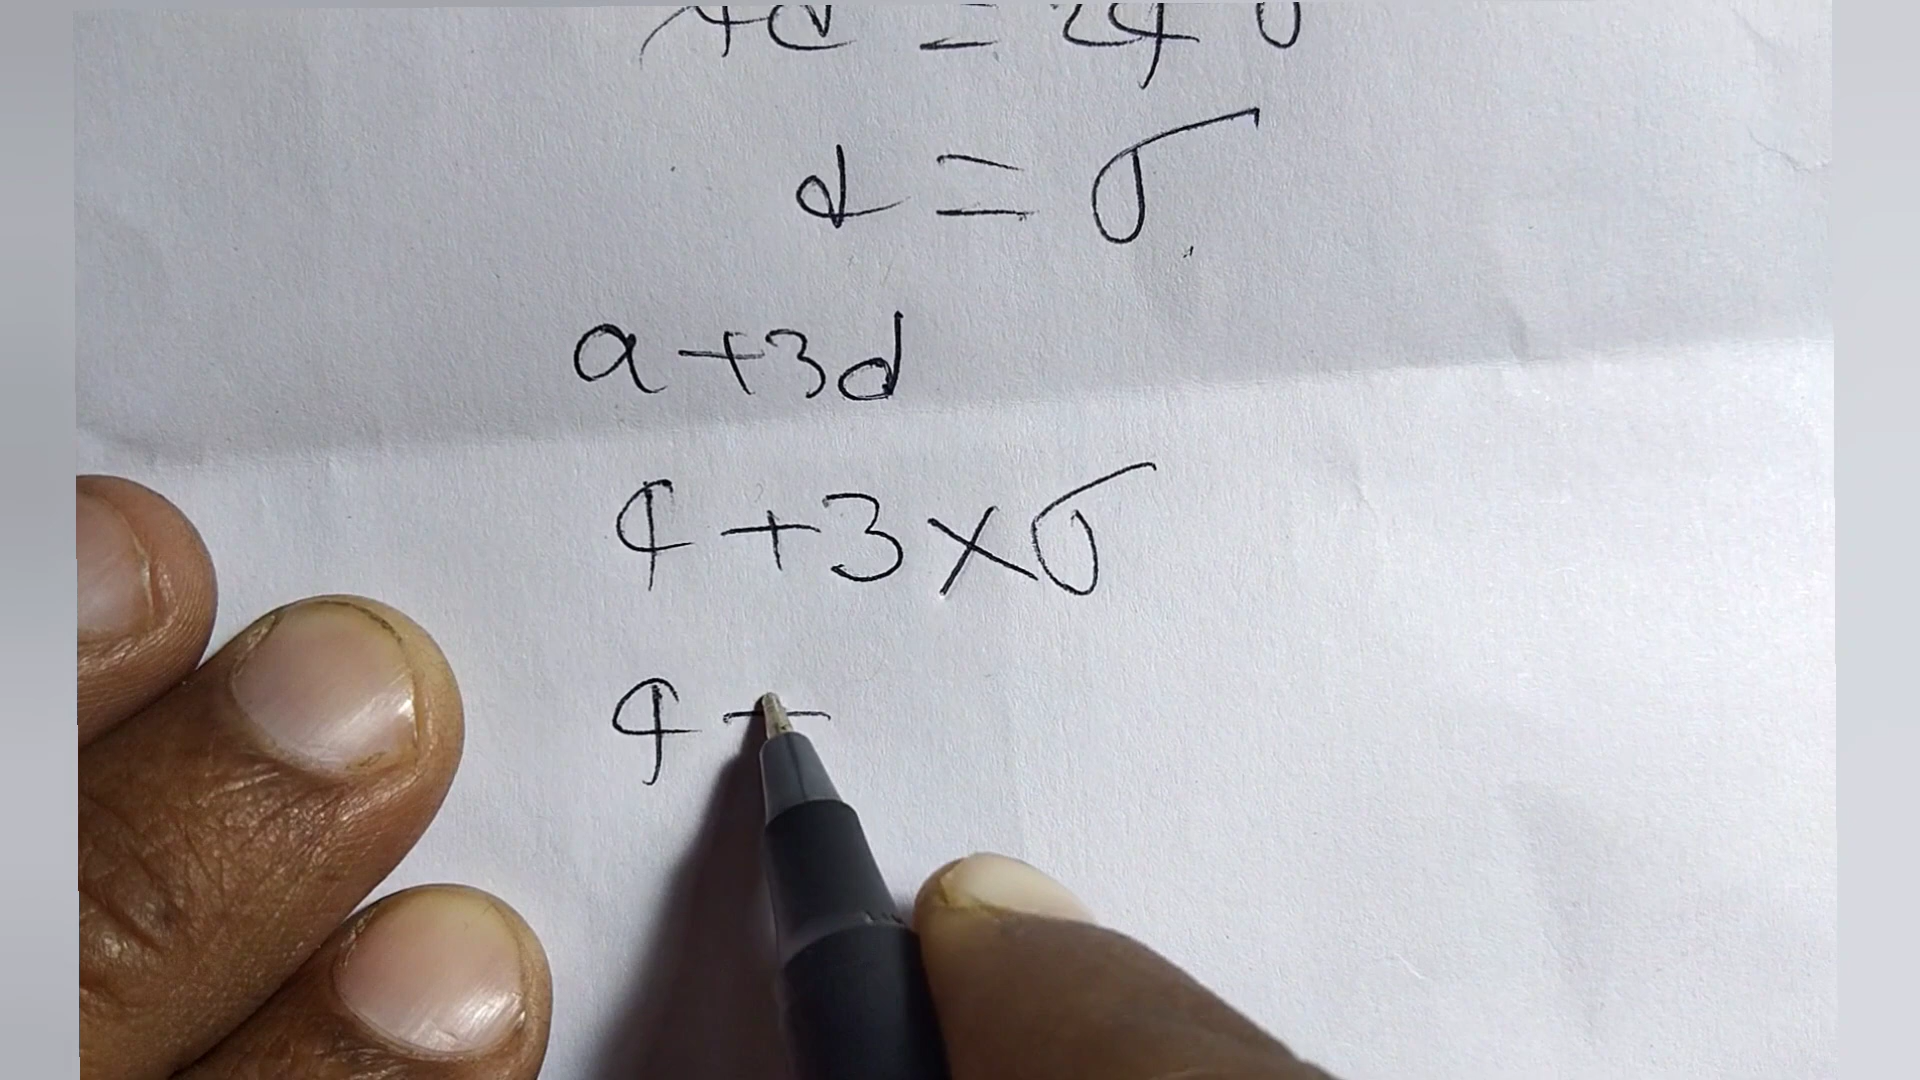 d = 5
a + 3d
4 + 3 × 5
4 +